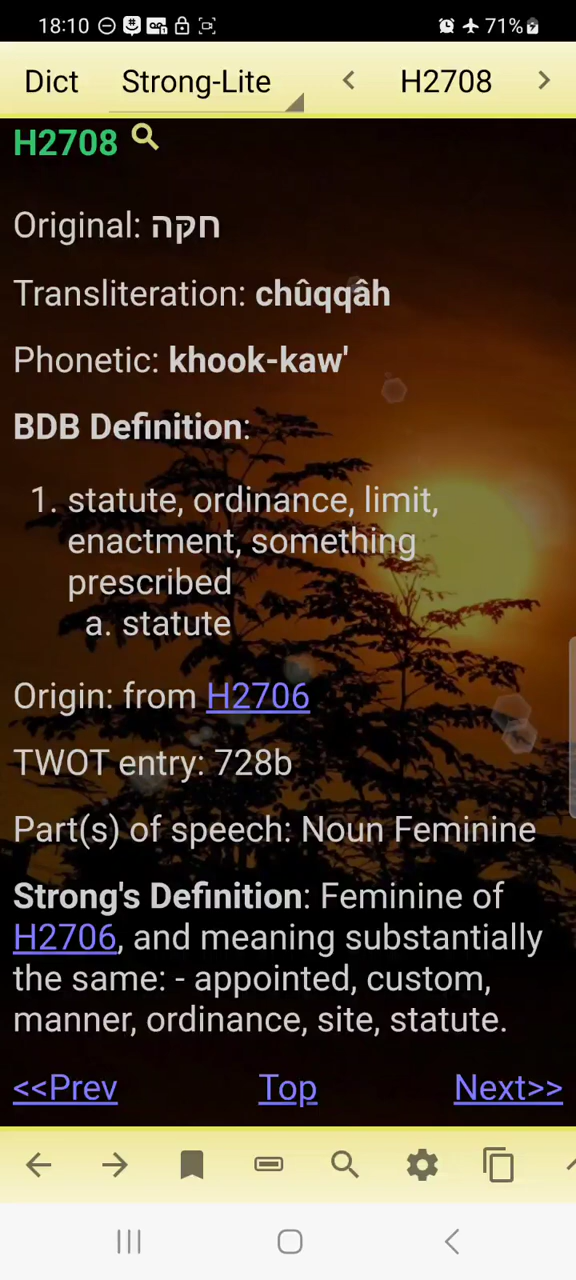 18:10 71%
Dict Strong-Lite < H2708 >
H2708
Original: חקה
Transliteration: chûqqâh
Phonetic: khook-kaw'
BDB Definition:
1. statute, ordinance, limit,
enactment, something
prescribed
a. statute
Origin: from H2706
TWOT entry: 728b
Part(s) of speech: Noun Feminine
Strong's Definition: Feminine of
H2706, and meaning substantially
the same: - appointed, custom,
manner, ordinance, site, statute.
<<Prev Top Next>>